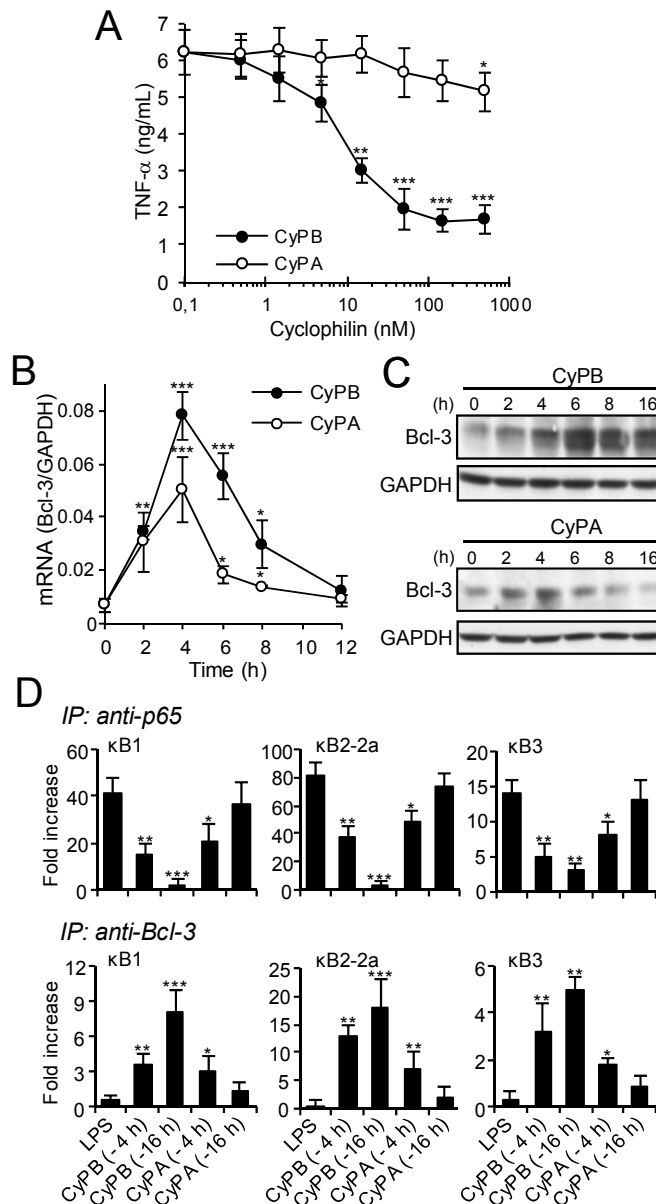 A
7
6
5
4
3
2
1
0
TNF-α (ng/mL)
*
*
**
***
***
***
CyPB
CyPA
0,1 1 10 100 1000
Cyclophilin (nM)
B
mRNA (Bcl-3/GAPDH)
0.08
0.06
0.04
0.02
0
***
***
***
**
*
*
*
CyPB
CyPA
0 2 4 6 8 10 12
Time (h)
C
CyPB
(h) 0 2 4 6 8 16
Bcl-3
GAPDH
CyPA
(h) 0 2 4 6 8 16
Bcl-3
GAPDH
D
IP: anti-p65
Fold increase
κB1
60
40
20
0
** *** *
κB2-2a
100
80
60
40
20
0
** *** *
κB3
20
15
10
5
0
** ** *
IP: anti-Bcl-3
Fold increase
κB1
12
9
6
3
0
** *** *
κB2-2a
25
20
15
10
5
0
** *** **
κB3
6
4
2
0
** ** *
LPS
CyPB (- 4 h)
CyPB (-16 h)
CyPA (- 4 h)
CyPA (-16 h)
LPS
CyPB (- 4 h)
CyPB (-16 h)
CyPA (- 4 h)
CyPA (-16 h)
LPS
CyPB (- 4 h)
CyPB (-16 h)
CyPA (- 4 h)
CyPA (-16 h)